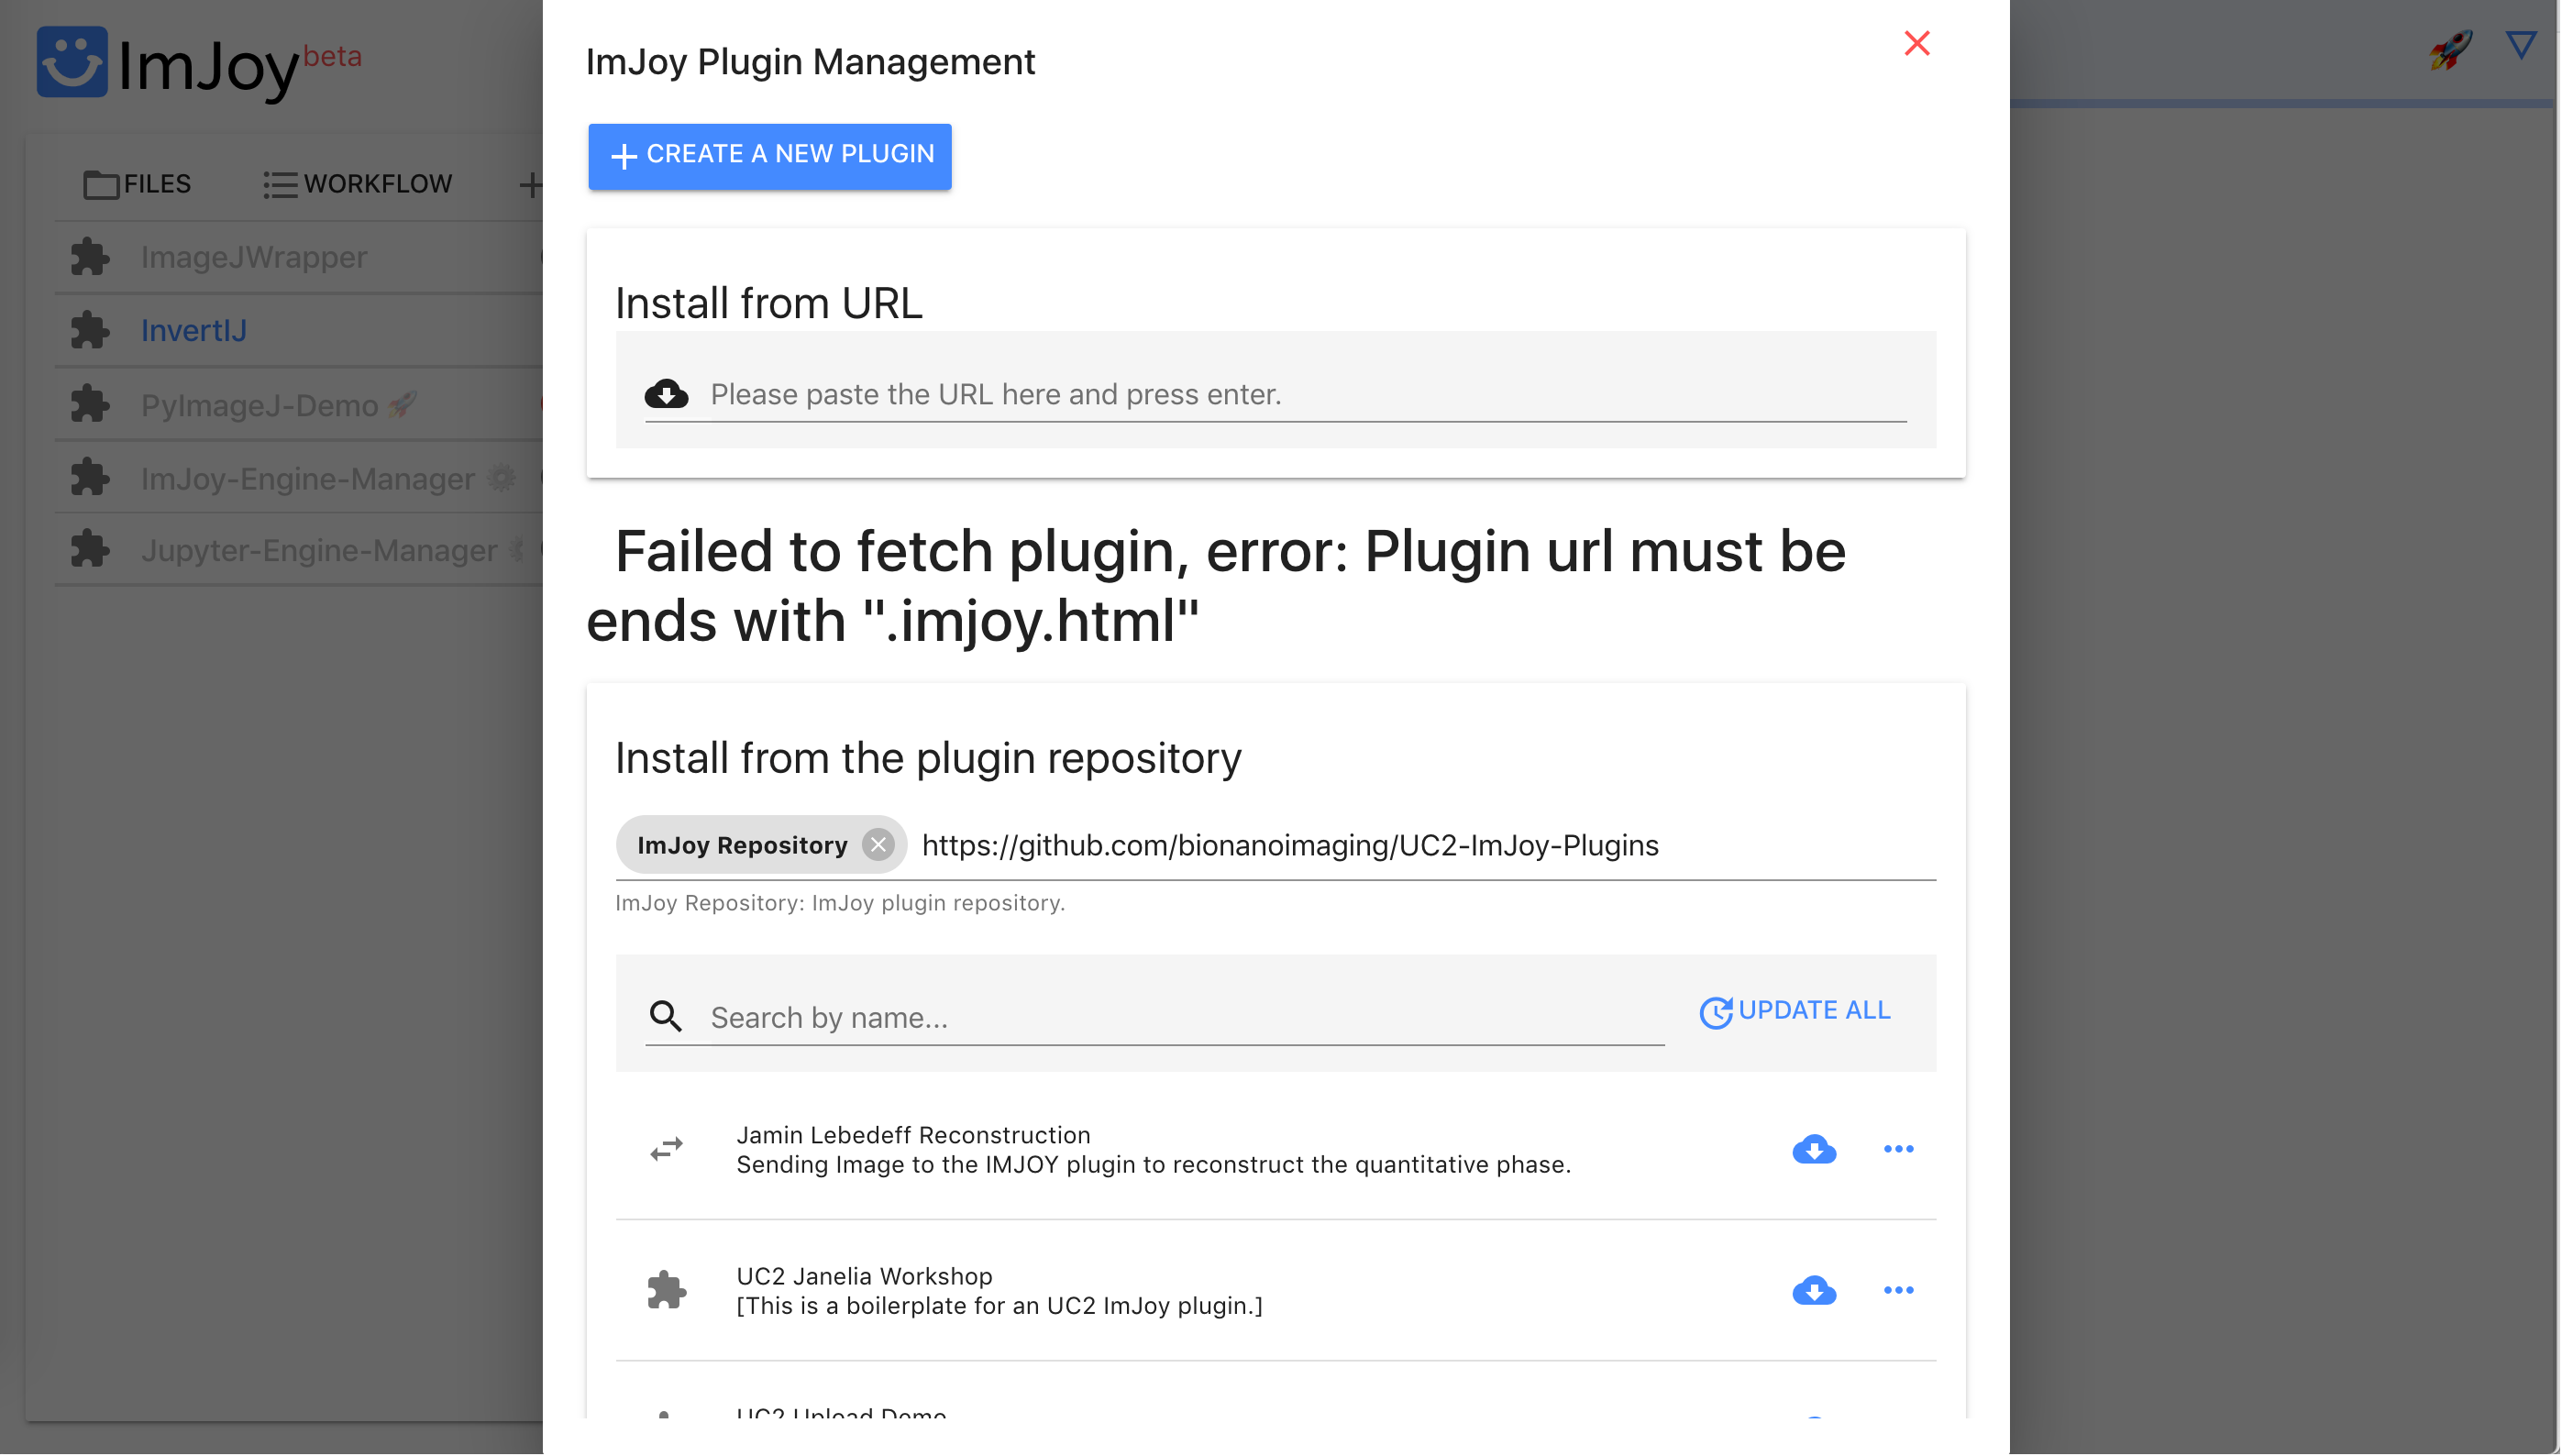 ImJoy beta
FILES
WORKFLOW
ImageJWrapper
InvertIJ
PyImageJ-Demo
ImJoy-Engine-Manager
Jupyter-Engine-Manager
ImJoy Plugin Management
CREATE A NEW PLUGIN
Install from URL
Please paste the URL here and press enter.
Failed to fetch plugin, error: Plugin url must be
ends with ".imjoy.html"
Install from the plugin repository
ImJoy Repository https://github.com/bionanoimaging/UC2-ImJoy-Plugins
ImJoy Repository: ImJoy plugin repository.
Search by name...
UPDATE ALL
Jamin Lebedeff Reconstruction
Sending Image to the IMJOY plugin to reconstruct the quantitative phase.
UC2 Janelia Workshop
[This is a boilerplate for an UC2 ImJoy plugin.]
UC2 Upload Demo